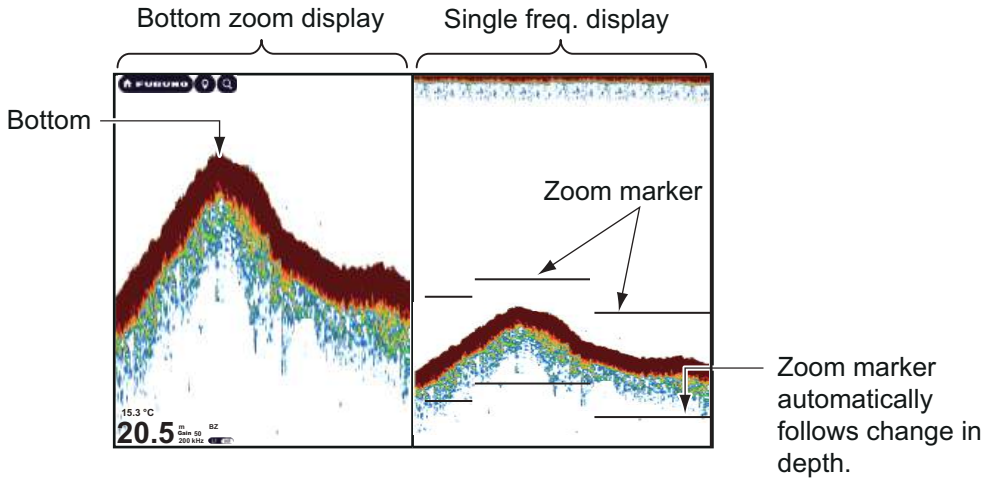 Bottom zoom display
Single freq. display
FURUNO
Bottom
Zoom marker
Zoom marker
automatically
follows change in
depth.
15.3 °C
20.5 m
Gain 50
BZ
200 kHz